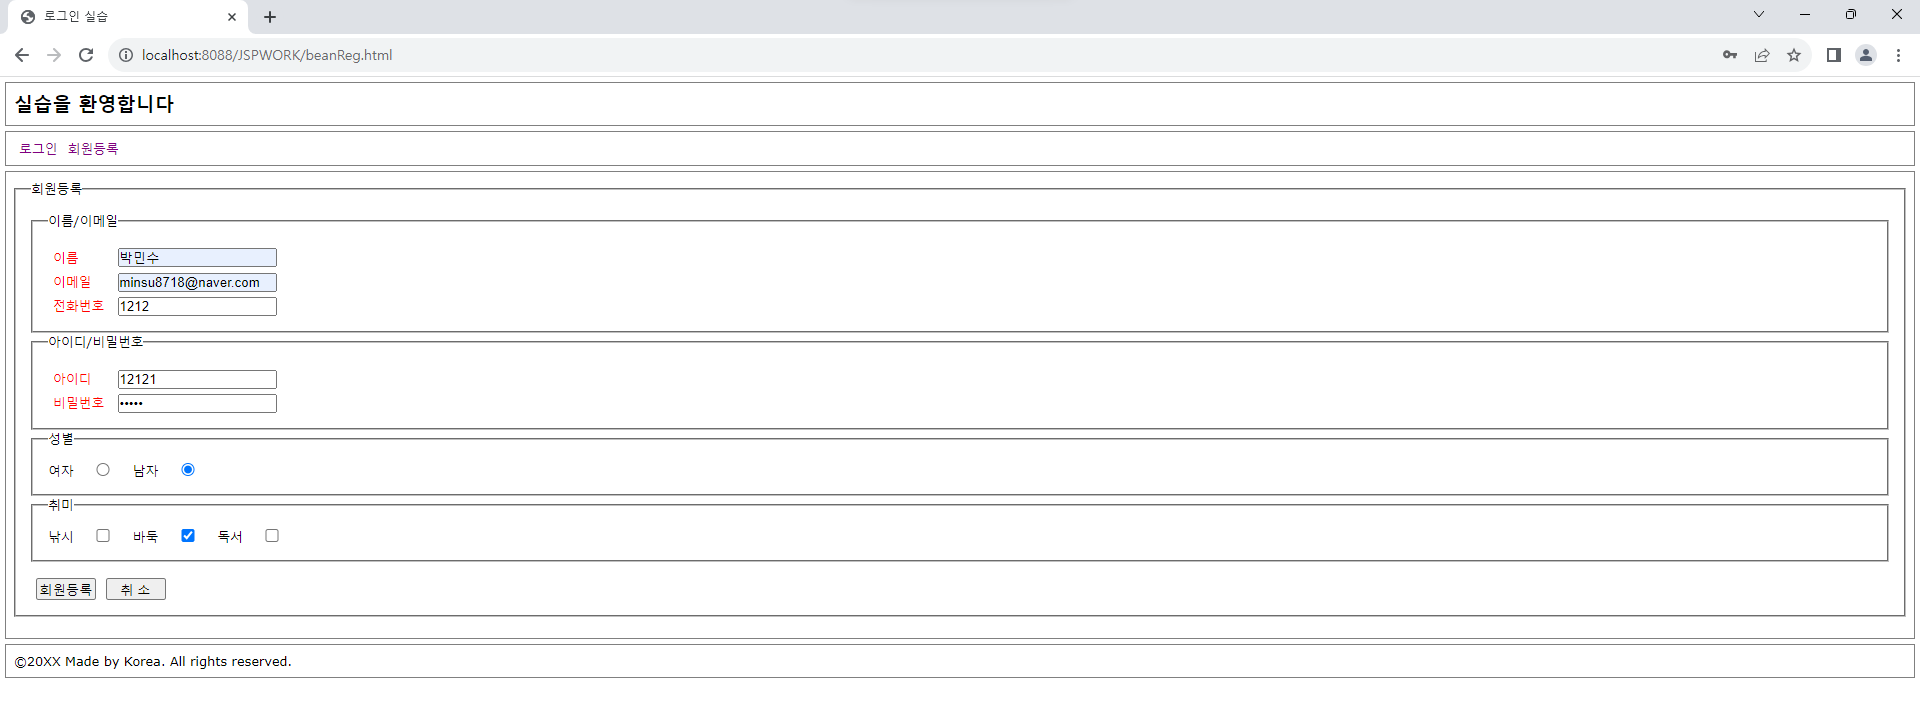 로그인 실습
localhost:8088/JSPWORK/beanReg.html
실습을 환영합니다
로그인 회원등록
회원등록
이름/이메일
이름 박민수
이메일 minsu8718@naver.com
전화번호 1212
아이디/비밀번호
아이디 12121
비밀번호 •••••
성별
여자 남자
취미
낚시 바둑 독서
회원등록 취 소
©20XX Made by Korea. All rights reserved.